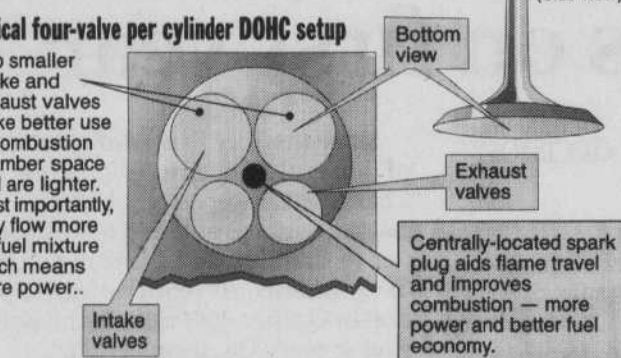 ical four-valve per cylinder DOHC setup
o smaller
ke and
aust valves
ke better use
combustion
mber space
are lighter.
st importantly,
y flow more
fuel mixture
ch means
re power..
Bottom
view
Exhaust
valves
Intake
valves
Centrally-located spark
plug aids flame travel
and improves
combustion — more
power and better fuel
economy.